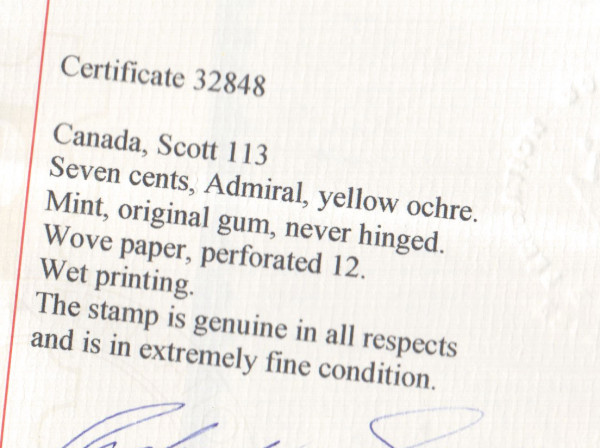 Certificate 32848
Canada, Scott 113
Seven cents, Admiral, yellow ochre.
Mint, original gum, never hinged.
Wove paper, perforated 12.
Wet printing.
The stamp is genuine in all respects
and is in extremely fine condition.